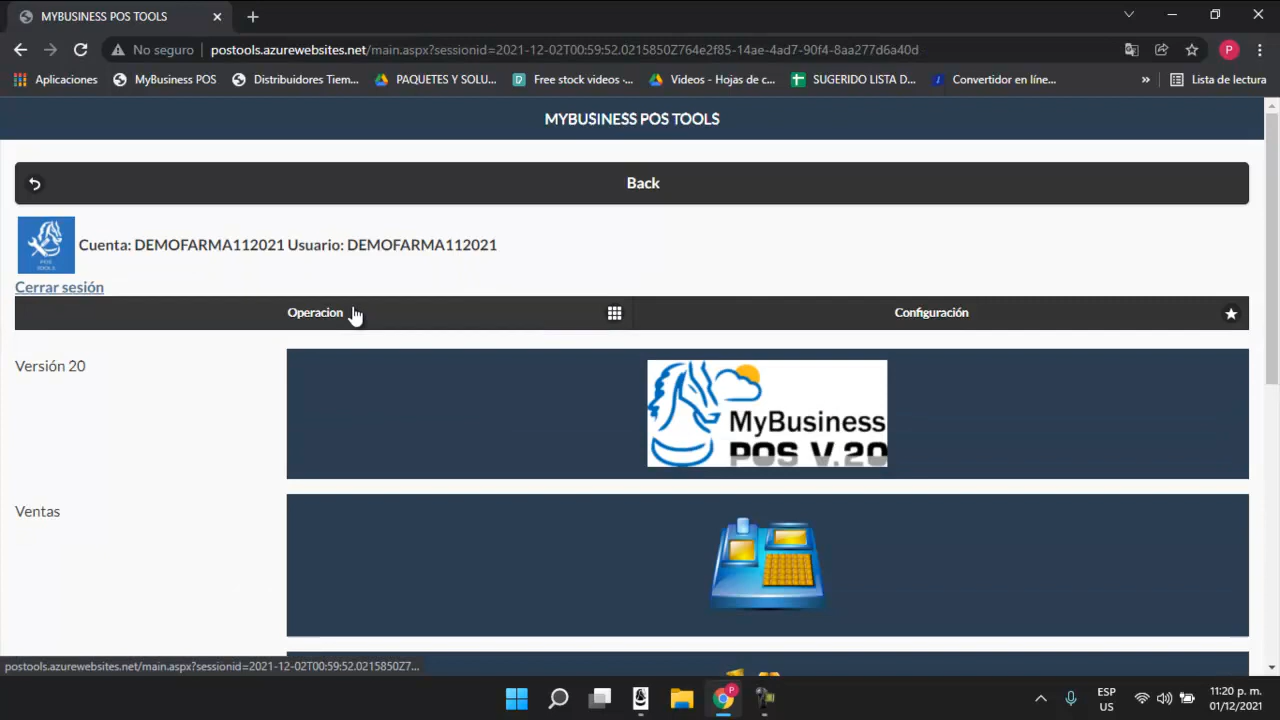 MYBUSINESS POS TOOLS
No seguro
postools.azurewebsites.net/main.aspx?sessionid=2021-12-02T00:59:52.0215850Z764e2f85-14ae-4ad7-90f4-8aa277d6a40d
P
Aplicaciones
MyBusiness POS
Distribuidores Tiem...
PAQUETES Y SOLU...
Free stock videos -...
Videos - Hojas de c...
SUGERIDO LISTA D...
Convertidor en líne...
»
Lista de lectura
MYBUSINESS POS TOOLS
Back
POS TOOLS
Cuenta: DEMOFARMA112021 Usuario: DEMOFARMA112021
Cerrar sesión
Operacion
Configuración
Versión 20
MyBusiness
POS V.20
Ventas
postools.azurewebsites.net/main.aspx?sessionid=2021-12-02T00:59:52.0215850Z7...
P
ESP
US
11:20 p. m.
01/12/2021